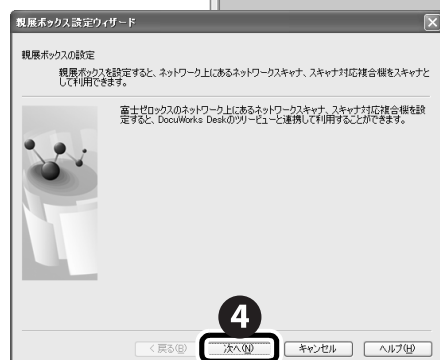 親展ボックス設定ウィザード
親展ボックスの設定
親展ボックスを設定すると、ネットワーク上にあるネットワークスキャナ、スキャナ対応複合機をスキャナと
して利用できます。
富士ゼロックスのネットワーク上にあるネットワークスキャナ、スキャナ対応複合機を設
定すると、DocuWorks Deskのツリービューと連携して利用することができます。
4
< 戻る(B)
次へ(N)
キャンセル
ヘルプ(H)